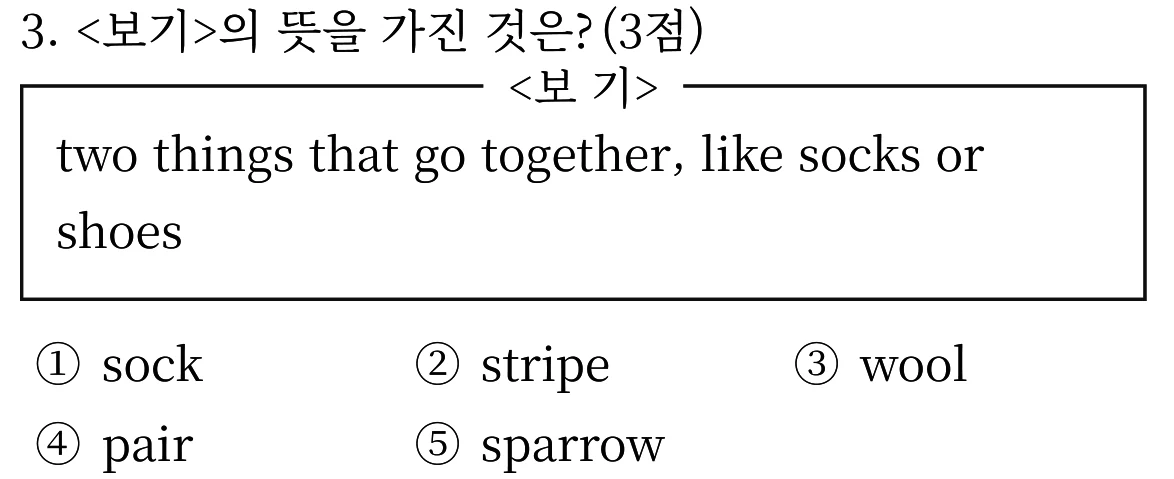 3. <보기>의 뜻을 가진 것은?(3점)
<보 기>
two things that go together, like socks or
shoes
① sock ② stripe ③ wool
④ pair ⑤ sparrow